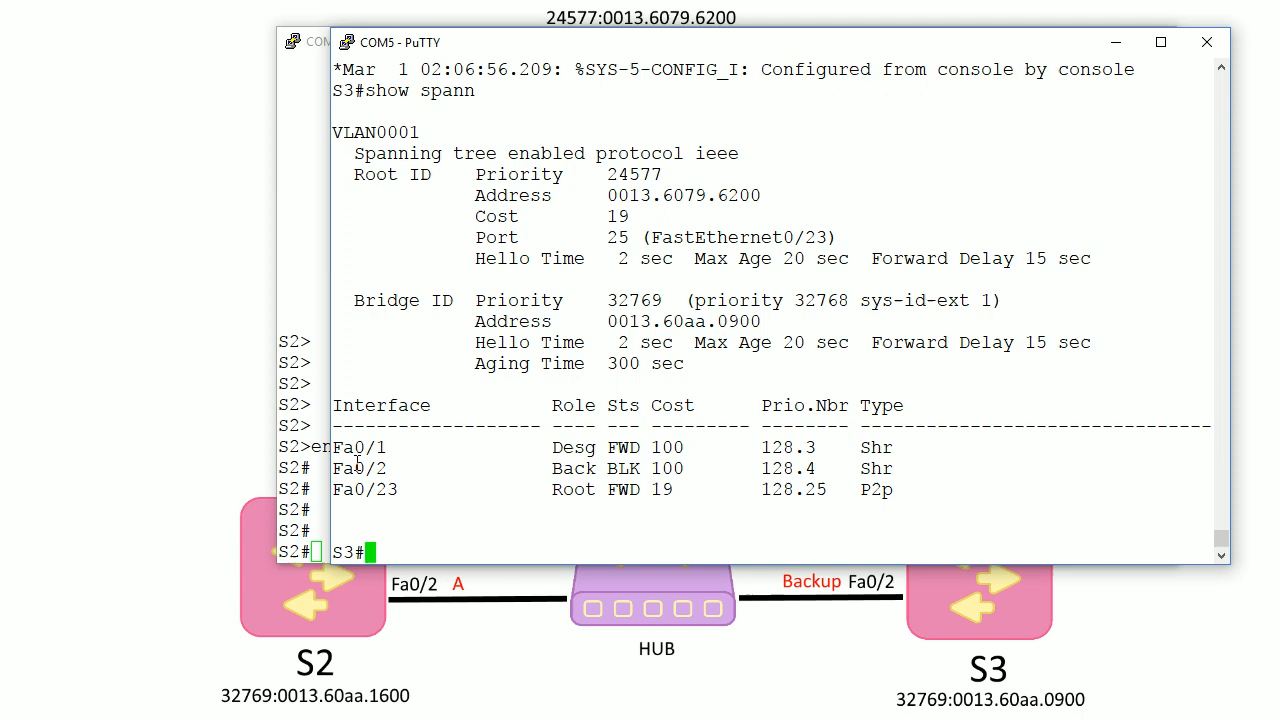 24577:0013.6079.6200
COM
COM5 - PuTTY
*Mar  1 02:06:56.209: %SYS-5-CONFIG_I: Configured from console by console
S3#show spann
VLAN0001
  Spanning tree enabled protocol ieee
  Root ID    Priority    24577
             Address     0013.6079.6200
             Cost        19
             Port        25 (FastEthernet0/23)
             Hello Time   2 sec  Max Age 20 sec  Forward Delay 15 sec
  Bridge ID  Priority    32769  (priority 32768 sys-id-ext 1)
             Address     0013.60aa.0900
             Hello Time   2 sec  Max Age 20 sec  Forward Delay 15 sec
             Aging Time  300 sec
Interface           Role Sts Cost      Prio.Nbr Type
------------------- ---- --- --------- -------- --------------------------------
Fa0/1               Desg FWD 100       128.3    Shr
Fa0/2               Back BLK 100       128.4    Shr
Fa0/23              Root FWD 19        128.25   P2p
S3#
S2>
S2>
S2>
S2>
S2>
S2>en
S2#
S2#
S2#
S2#
S2#
Fa0/2 A
Backup Fa0/2
HUB
S2
32769:0013.60aa.1600
S3
32769:0013.60aa.0900